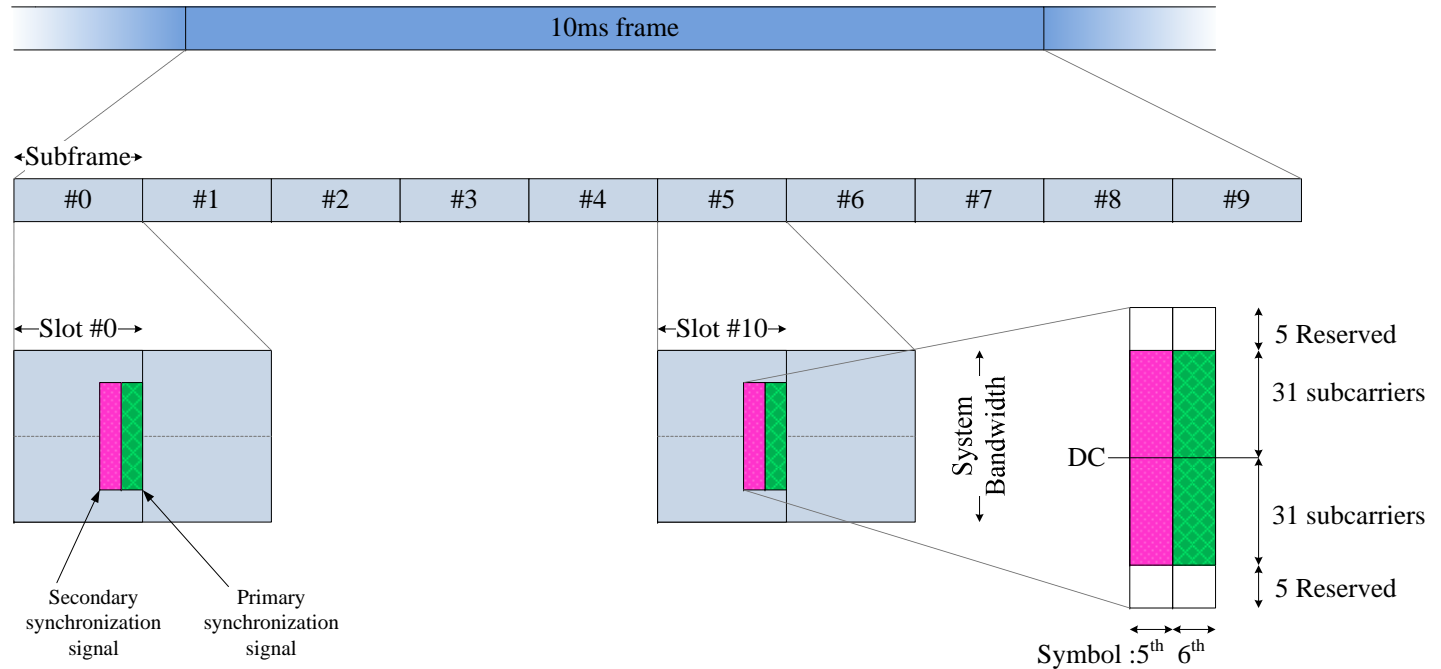 10ms frame
Subframe
#0 #1 #2 #3 #4 #5 #6 #7 #8 #9
Slot #0
Slot #10
System
Bandwidth
5 Reserved
31 subcarriers
DC
31 subcarriers
5 Reserved
Symbol :5th 6th
Secondary
synchronization
signal
Primary
synchronization
signal